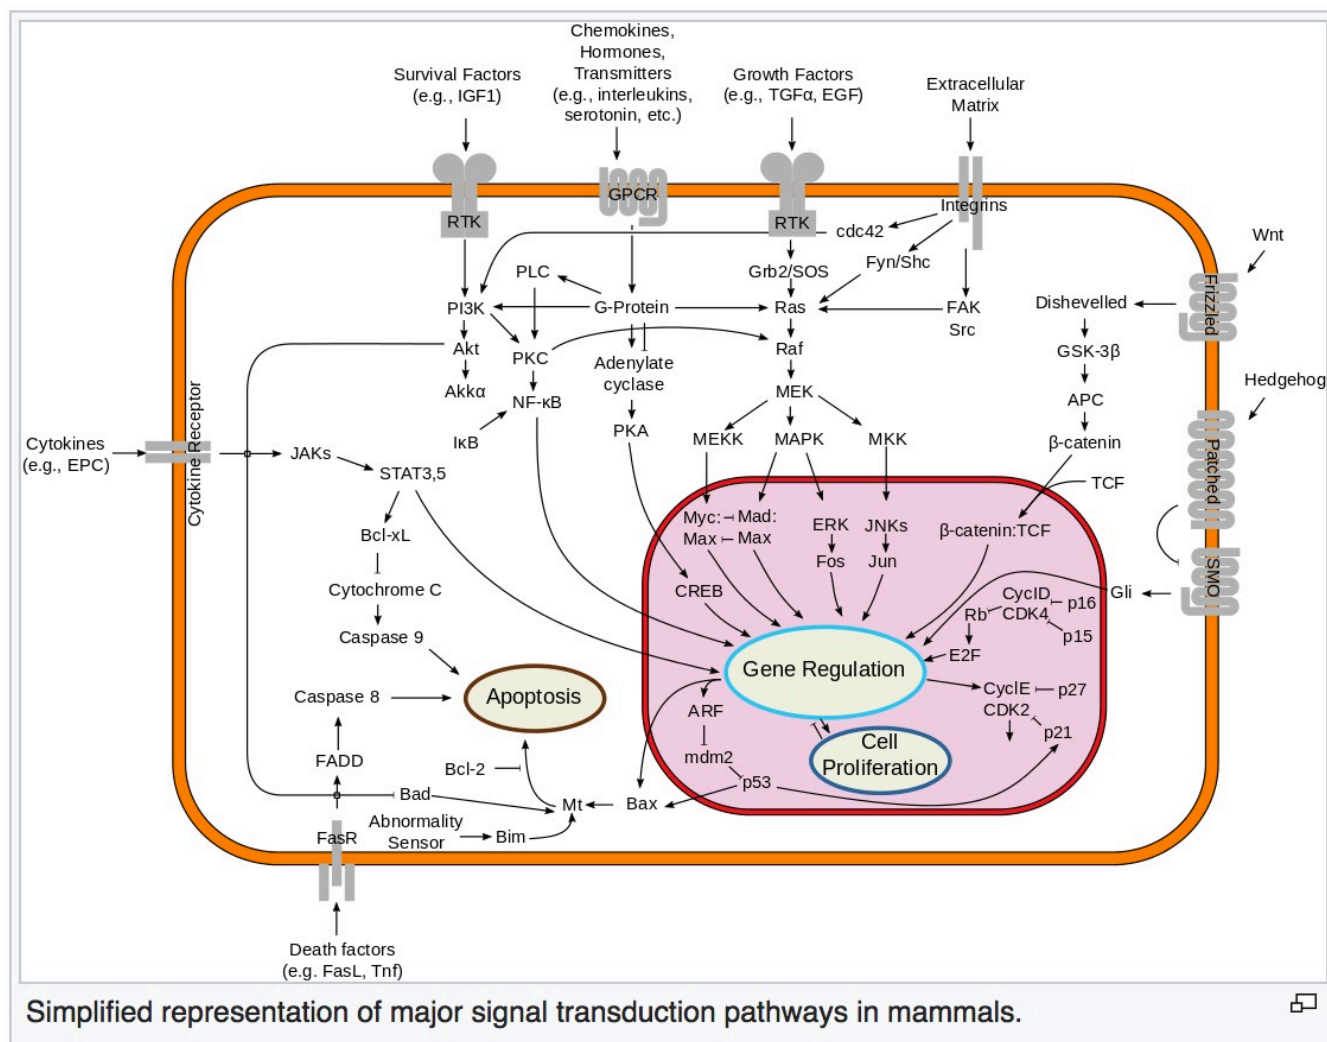 Chemokines,
Hormones,
Transmitters
(e.g., interleukins,
serotonin, etc.)
Survival Factors
(e.g., IGF1)
Growth Factors
(e.g., TGFα, EGF)
Extracellular
Matrix
RTK
GPCR
RTK
Integrins
cdc42
Wnt
Fyn/Shc
PLC
Grb2/SOS
Frizzled
PI3K
G-Protein
Ras
FAK
Src
Dishevelled
Akt
PKC
Adenylate
cyclase
Raf
GSK-3β
Akkα
NF-κB
MEK
APC
Hedgehog
IκB
PKA
MEKK
MAPK
MKK
β-catenin
Patched
Cytokines
(e.g., EPC)
Cytokine Receptor
JAKs
STAT3,5
TCF
Myc:
Max
Mad:
Max
ERK
JNKs
β-catenin:TCF
Bcl-xL
Fos
Jun
SMO
Cytochrome C
CREB
Gli
CyclD
CDK4
p16
Rb
p15
Caspase 9
E2F
Gene Regulation
Caspase 8
Apoptosis
ARF
CyclE
CDK2
p27
p21
mdm2
Cell
Proliferation
FADD
Bcl-2
p53
Bad
Mt
Bax
Abnormality
Sensor
Bim
FasR
Death factors
(e.g. FasL, Tnf)
Simplified representation of major signal transduction pathways in mammals.